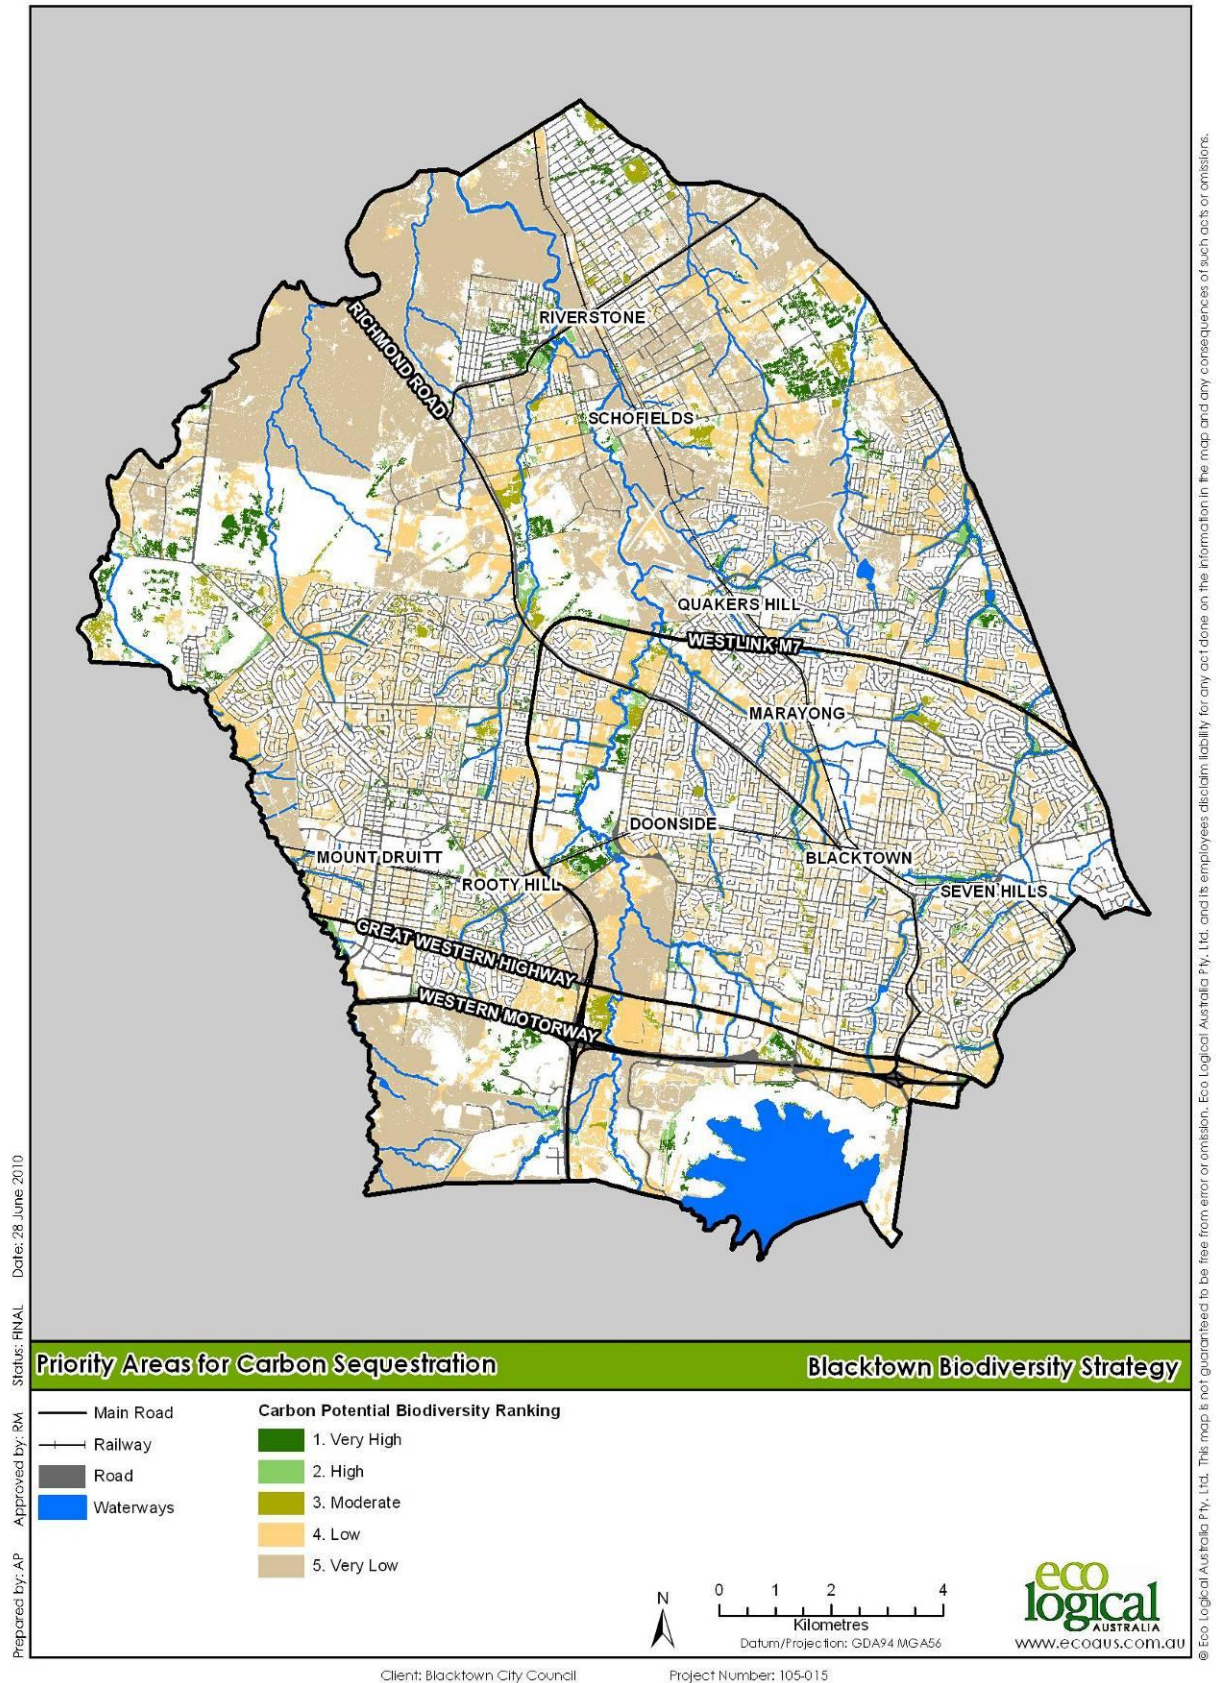 RIVERSTONE
RICHMOND ROAD
SCHOFIELDS
QUAKERS HILL
WESTLINK M7
MARAYONG
DOONSIDE
MOUNT DRUITT
BLACKTOWN
ROOTY HILL
SEVEN HILLS
GREAT WESTERN HIGHWAY
WESTERN MOTORWAY
Priority Areas for Carbon Sequestration
Blacktown Biodiversity Strategy
Main Road
Railway
Road
Waterways
Carbon Potential Biodiversity Ranking
1. Very High
2. High
3. Moderate
4. Low
5. Very Low
N
0 1 2 4
Kilometres
Datum/Projection: GDA94 MGA56
eco
logical
AUSTRALIA
www.ecoaus.com.au
Prepared by: AP Approved by: RM Status: FINAL Date: 28 June 2010
© Eco Logical Australia Pty. Ltd. This map is not guaranteed to be free from error or omission. Eco Logical Australia Pty. Ltd. and its employees disclaim liability for any act done on the information in the map and any consequences of such acts or omissions.
Client: Blacktown City Council Project Number: 105-015